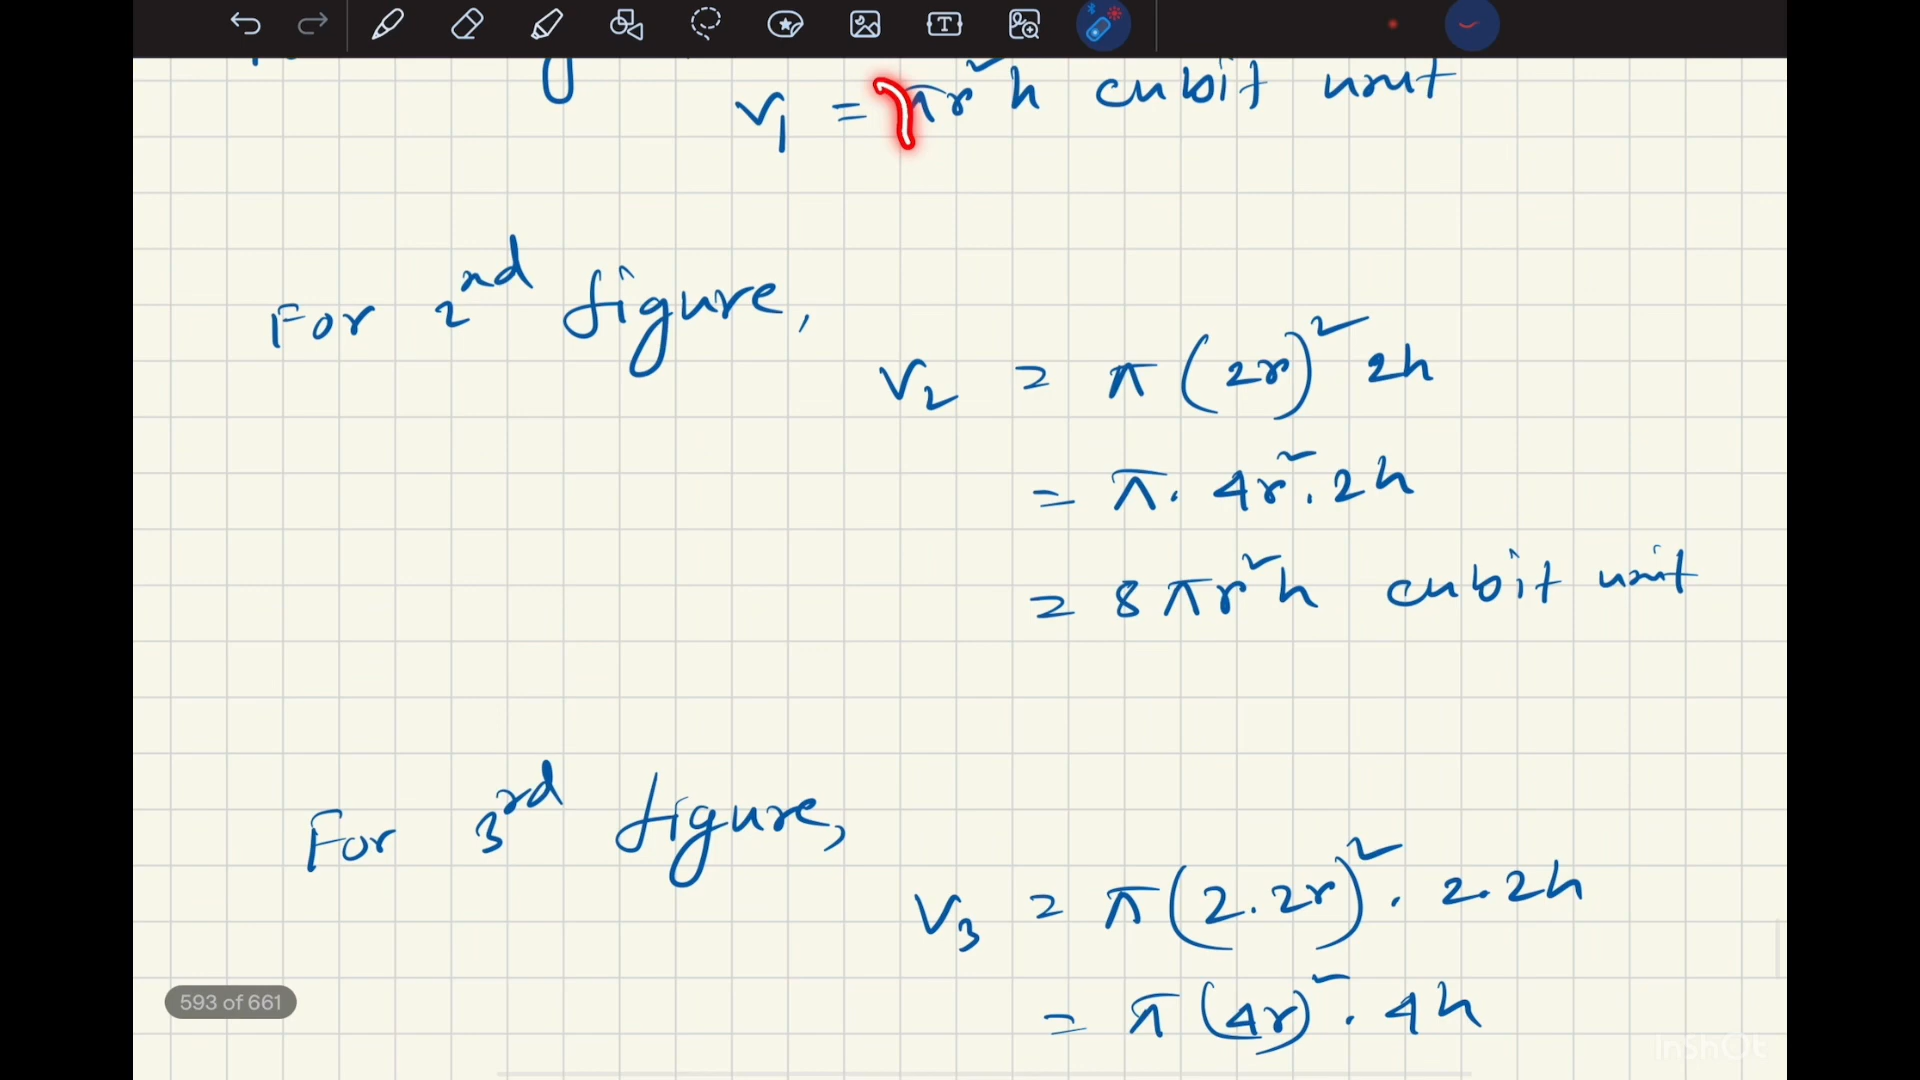 V₁ = πr²h cubit unit
For 2nd figure,
V₂ = π(2r)² 2h
= π. 4r². 2h
= 8πr²h cubit unit
For 3rd figure,
V₃ = π(2.2r)². 2.2h
= π(4r)². 4h
593 of 661
InShOt